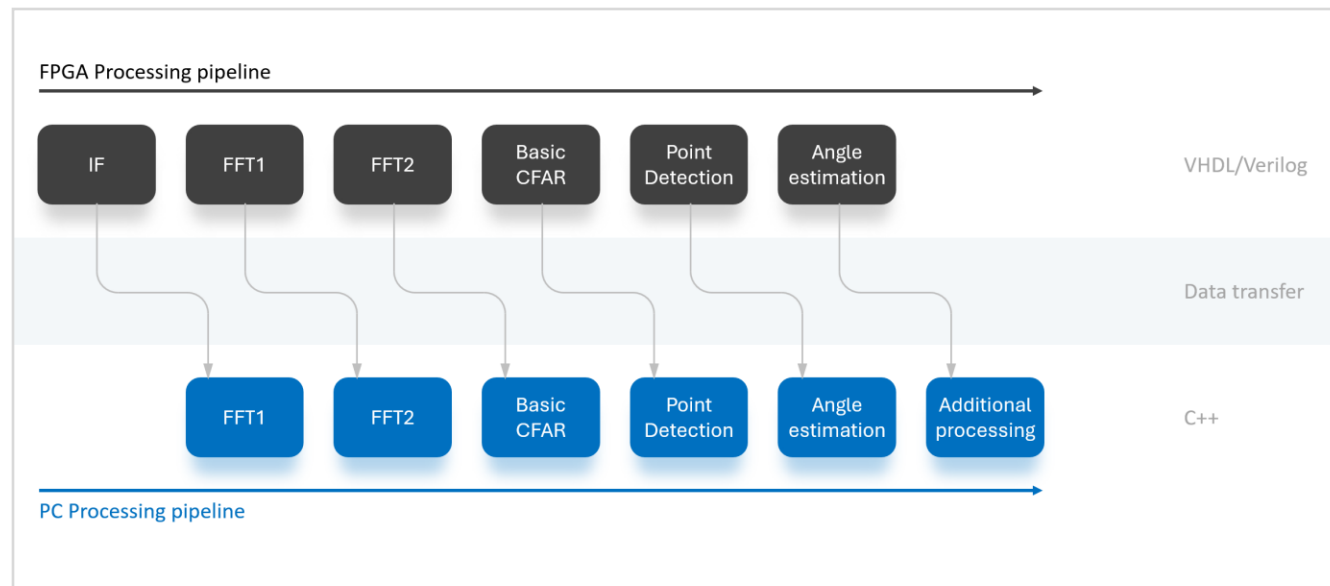 FPGA Processing pipeline
IF
FFT1
FFT2
Basic
CFAR
Point
Detection
Angle
estimation
VHDL/Verilog
Data transfer
FFT1
FFT2
Basic
CFAR
Point
Detection
Angle
estimation
Additional
processing
C++
PC Processing pipeline